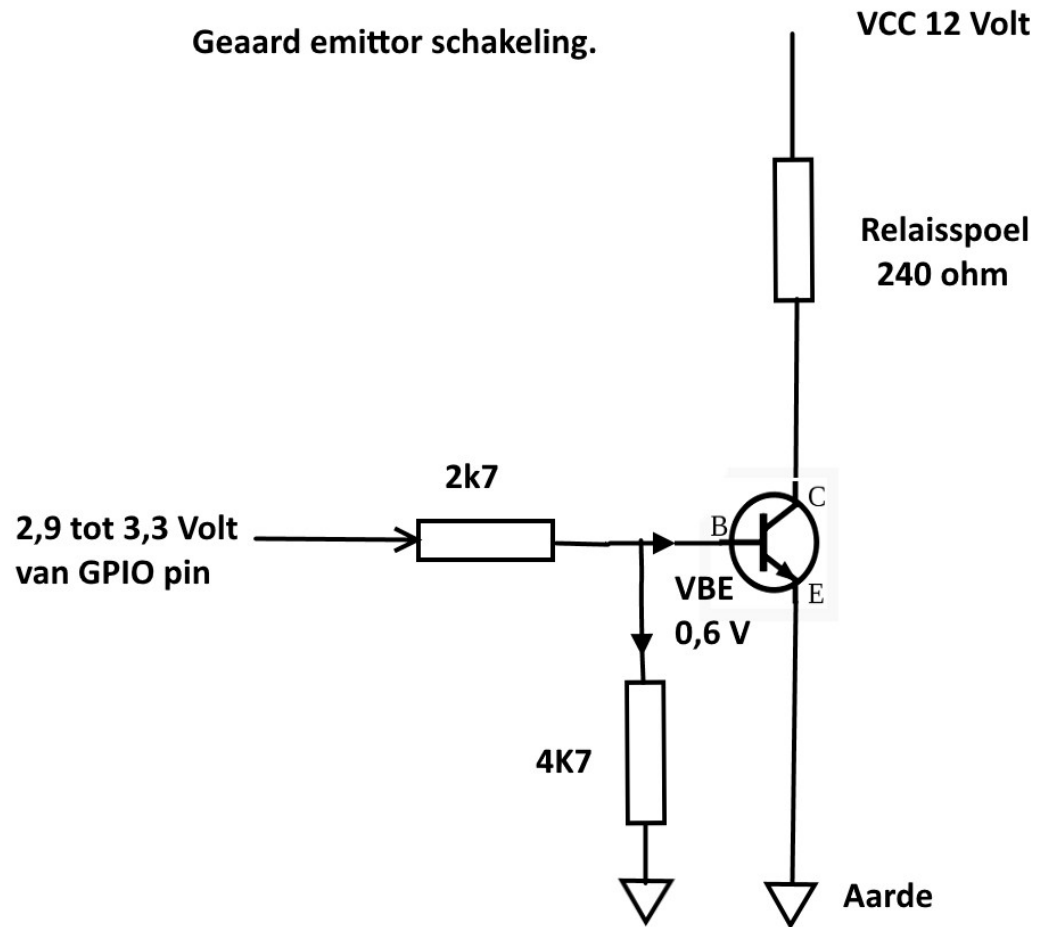 Geaard emittor schakeling.
VCC 12 Volt
Relaisspoel
240 ohm
2k7
2,9 tot 3,3 Volt
van GPIO pin
B
C
E
VBE
0,6 V
4K7
Aarde